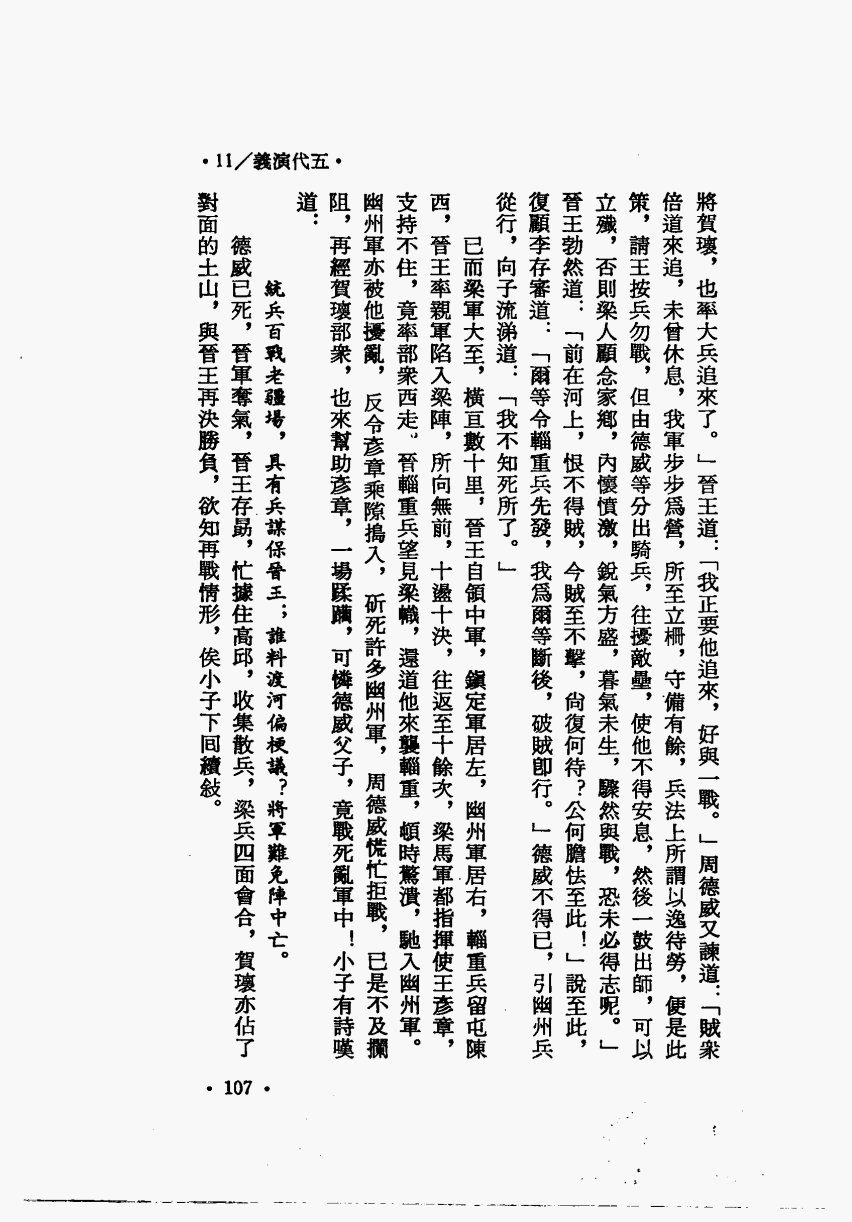 •11／義演代五•
將賀瓌，也率大兵追來了。」晉王道：「我正要他追來，好與一戰。」周德威又諫道：「賊衆
倍道來追，未曾休息，我軍步步爲營，所至立柵，守備有餘，兵法上所謂以逸待勞，便是此
策，請王按兵勿戰，但由德威等分出騎兵，往擾敵壘，使他不得安息，然後一鼓出師，可以
立殲，否則梁人顧念家鄉，內懷憤激，銳氣方盛，暮氣未生，驟然與戰，恐未必得志呢。」
晉王勃然道：「前在河上，恨不得賊，今賊至不擊，尙復何待？公何膽怯至此！」說至此，
復顧李存審道：「爾等令輜重兵先發，我爲爾等斷後，破賊卽行。」德威不得已，引幽州兵
從行，向子流涕道：「我不知死所了。」
已而梁軍大至，橫亘數十里，晉王自領中軍，鎭定軍居左，幽州軍居右，輜重兵留屯陳
西，晉王率親軍陷入梁陣，所向無前，十盪十決，往返至十餘次，梁馬軍都指揮使王彥章，
支持不住，竟率部衆西走。晉輜重兵望見梁幟，還道他來襲輜重，頓時驚潰，馳入幽州軍。
幽州軍亦被他擾亂，反令彥章乘隙搗入，斫死許多幽州軍，周德威慌忙拒戰，已是不及攔
阻，再經賀瓌部衆，也來幫助彥章，一場蹂躪，可憐德威父子，竟戰死亂軍中！小子有詩嘆
道：
統兵百戰老疆場，具有兵謀保晉王；誰料渡河偏梗議？將軍難免陣中亡。
德威已死，晉軍奪氣，晉王存勗，忙據住高邱，收集散兵，梁兵四面會合，賀瓌亦佔了
對面的土山，與晉王再決勝負，欲知再戰情形，俟小子下回續敍。
•107•